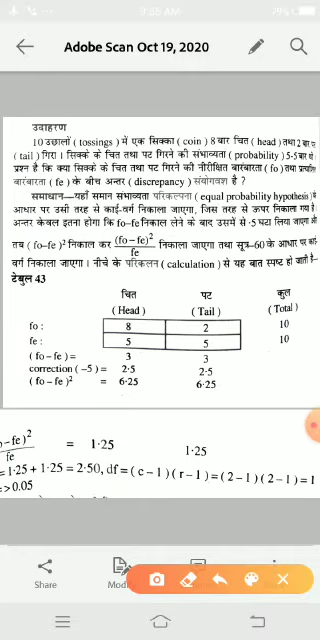 9:55 AM
79%
Adobe Scan Oct 19, 2020
उदाहरण
10 उछालों ( tossings ) में एक सिक्का ( coin ) 8 बार चित ( head ) तथा 2 बार पट
( tail ) गिरा । सिक्के के चित तथा पट गिरने की संभाव्यता ( probability ) 5-5 बार थी ।
प्रश्न है कि क्या सिक्के के चित तथा पट गिरने की नीरीक्षित बारंबारता ( fo ) तथा प्रत्याशित
बारंबारता ( fe ) के बीच अन्तर ( discrepancy ) संयोगवश है ?
समाधान—यहाँ समान संभाव्यता परिकल्पना ( equal probability hypothesis ) के
आधार पर उसी तरह से काई-वर्ग निकाला जाएगा, जिस तरह से ऊपर निकाला गया है ।
अन्तर केवल इतना होगा कि fo–fe निकाल लेने के बाद उसमें से ·5 घटा लिया जाएगा और
तब ( fo–fe )² निकाल कर (fo–fe)²/fe निकाला जाएगा तथा सूत्र–60 के आधार पर काई-
वर्ग निकाला जाएगा । नीचे के परिकलन ( calculation ) से यह बात स्पष्ट हो जाती है–
टेबुल 43
चित पट कुल
( Head ) ( Tail ) ( Total )
fo : 8 2 10
fe : 5 5 10
( fo – fe ) = 3 3
correction ( –5 ) = 2·5 2·5
( fo – fe )² = 6·25 6·25
o – fe)²/fe = 1·25 1·25
= 1·25 + 1·25 = 2·50, df = ( c – 1 ) ( r – 1 ) = ( 2 – 1 ) ( 2 – 1 ) = 1
= > 0.05
Share
Modi